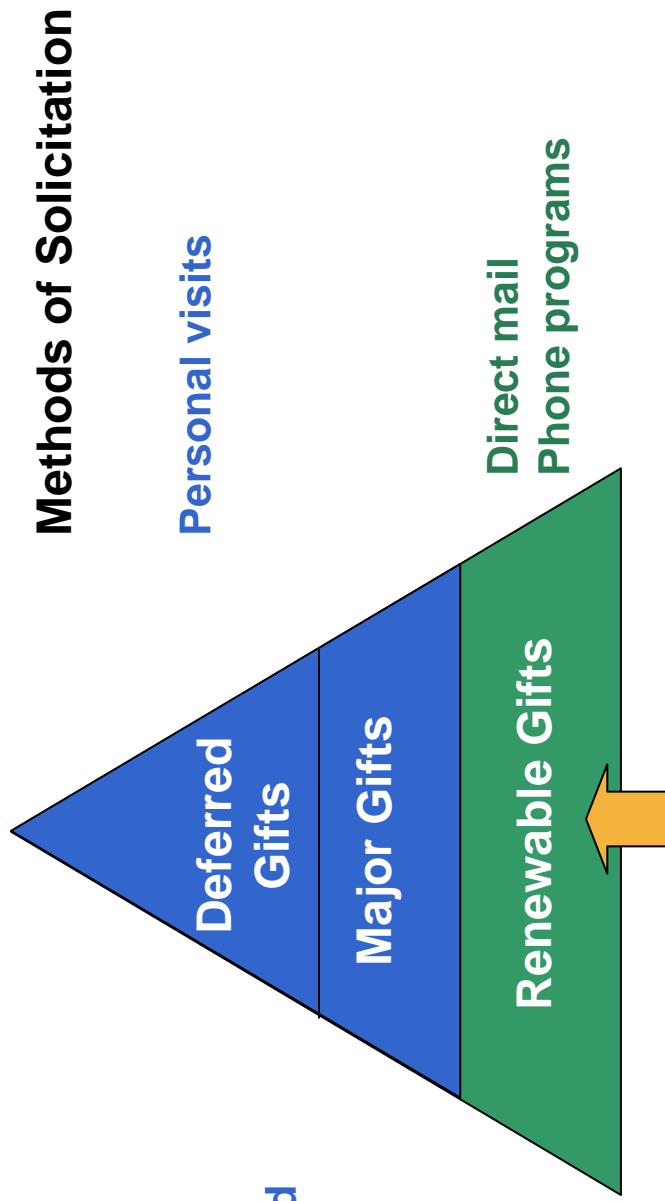 Methods of Solicitation
Personal visits
Deferred
Gifts
Major Gifts
Direct mail
Phone programs
Renewable Gifts